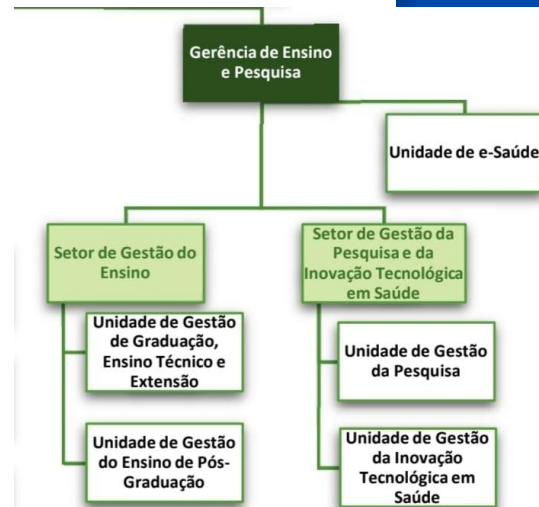 Gerência de Ensino
e Pesquisa
Unidade de e-Saúde
Setor de Gestão do
Ensino
Setor de Gestão da
Pesquisa e da
Inovação Tecnológica
em Saúde
Unidade de Gestão
de Graduação,
Ensino Técnico e
Extensão
Unidade de Gestão
da Pesquisa
Unidade de Gestão
do Ensino de Pós-
Graduação
Unidade de Gestão
da Inovação
Tecnológica em
Saúde